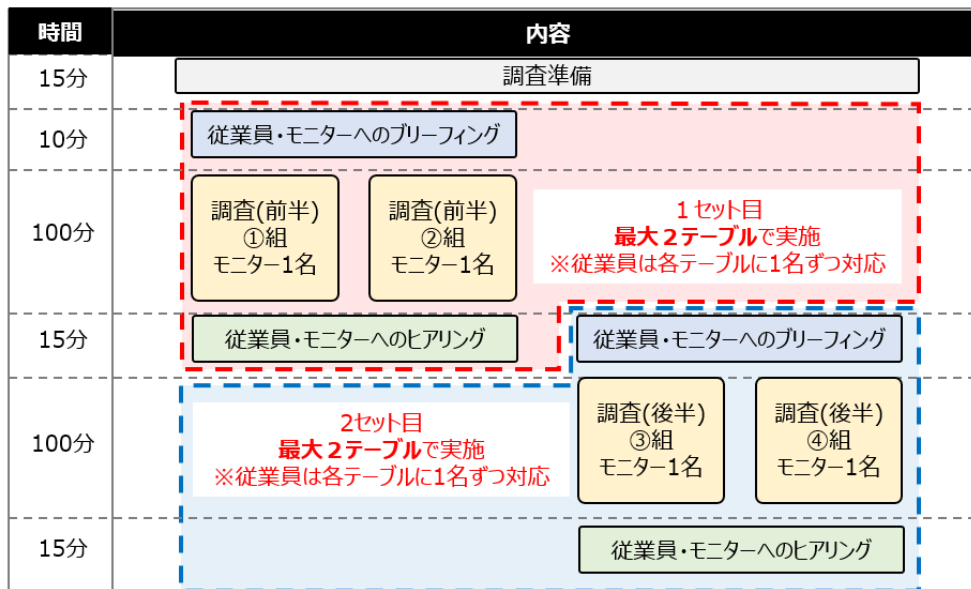 時間
内容
15分
調査準備
10分
従業員・モニターへのブリーフィング
100分
調査(前半)
①組
モニター1名
調査(前半)
②組
モニター1名
１セット目
最大２テーブルで実施
※従業員は各テーブルに1名ずつ対応
15分
従業員・モニターへのヒアリング
従業員・モニターへのブリーフィング
100分
2セット目
最大２テーブルで実施
※従業員は各テーブルに1名ずつ対応
調査(後半)
③組
モニター1名
調査(後半)
④組
モニター1名
15分
従業員・モニターへのヒアリング